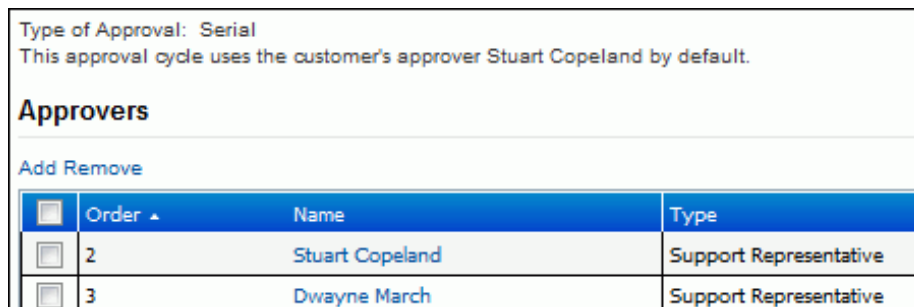 Type of Approval: Serial
This approval cycle uses the customer's approver Stuart Copeland by default.
Approvers
Add Remove
Order Name Type
2 Stuart Copeland Support Representative
3 Dwayne March Support Representative